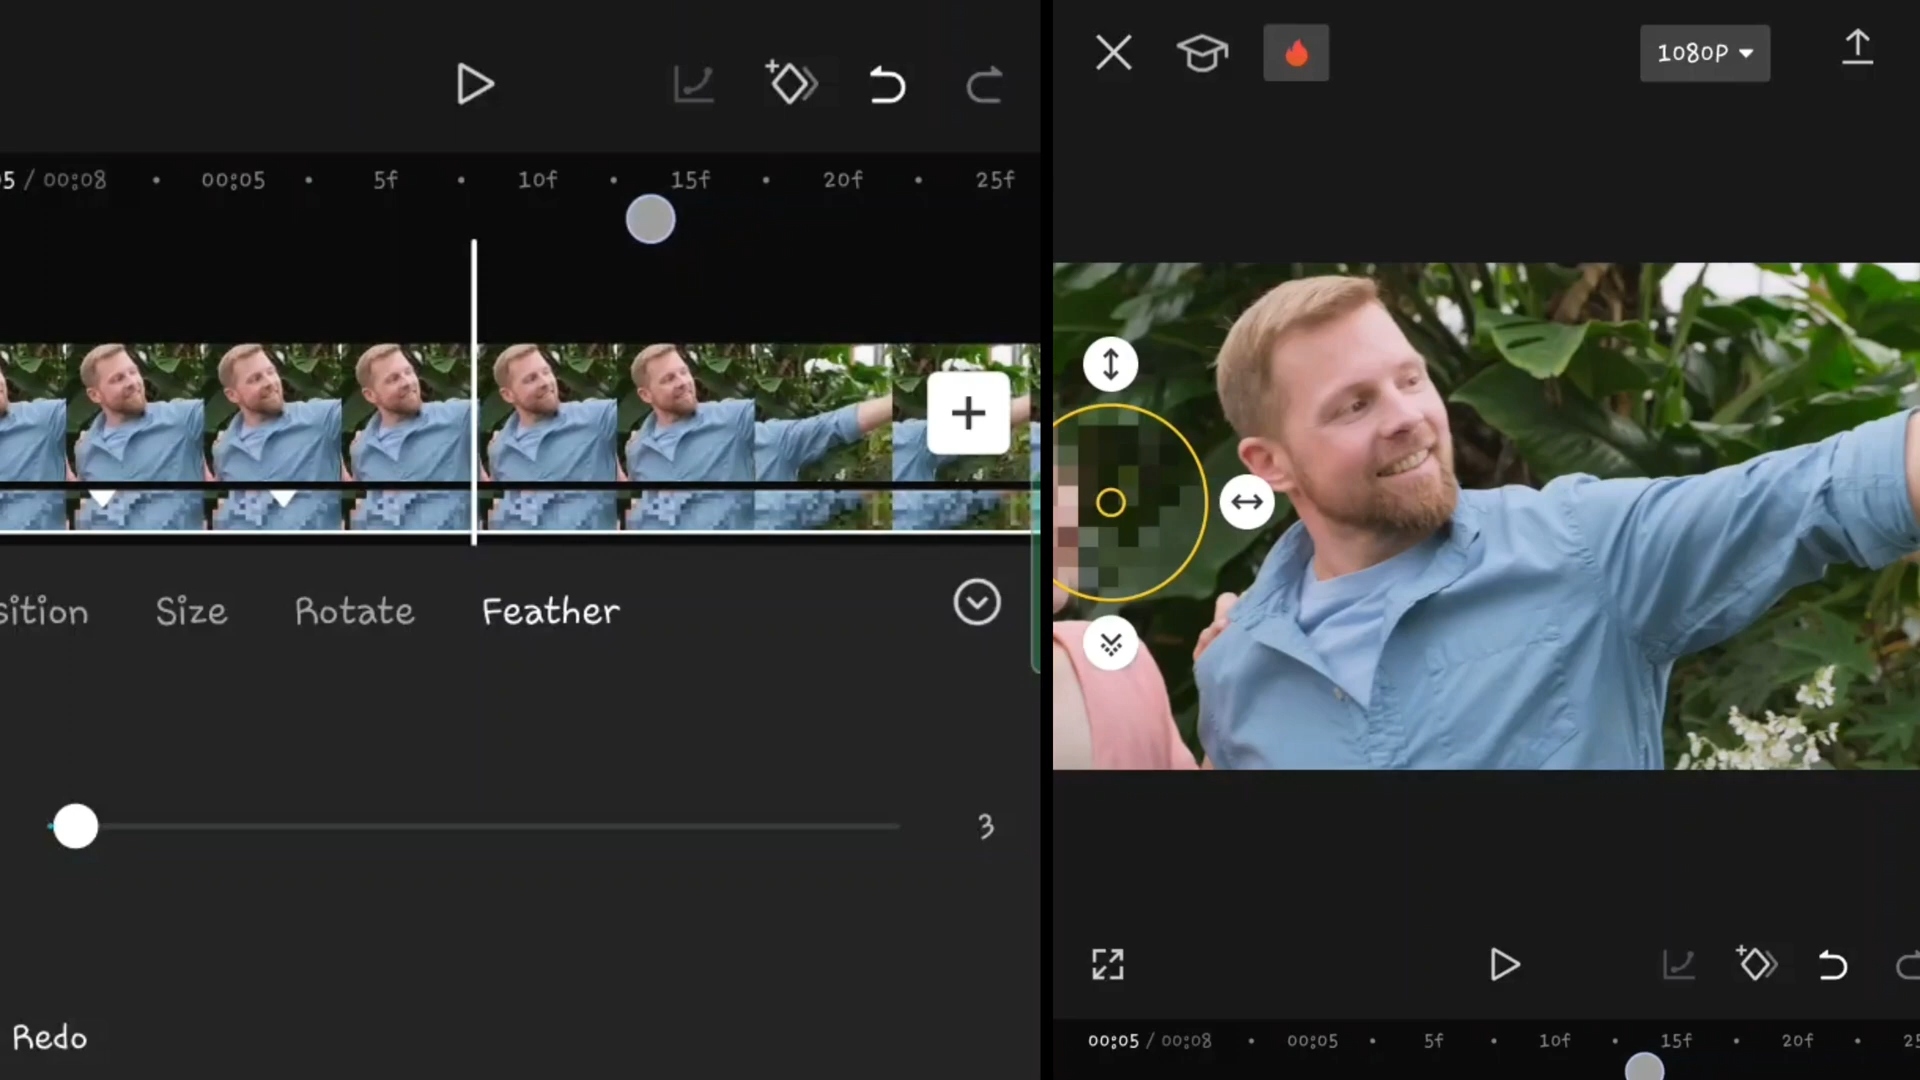 5 / 00:08 00:05 5f 10f 15f 20f 25f
sition Size Rotate Feather
3
Redo
1080P
00:05 / 00:08 00:05 5f 10f 15f 20f 25